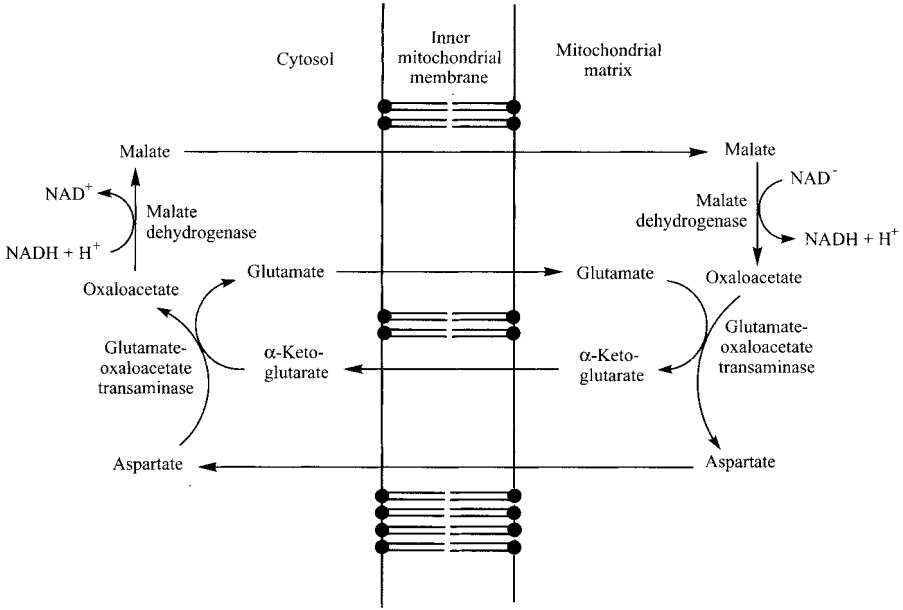 Cytosol
Inner
mitochondrial
membrane
Mitochondrial
matrix
Malate
Malate
NAD+
NAD-
Malate
dehydrogenase
Malate
dehydrogenase
NADH + H+
NADH + H+
Oxaloacetate
Glutamate
Glutamate
Oxaloacetate
Glutamate-
oxaloacetate
transaminase
α-Keto-
glutarate
α-Keto-
glutarate
Glutamate-
oxaloacetate
transaminase
Aspartate
Aspartate